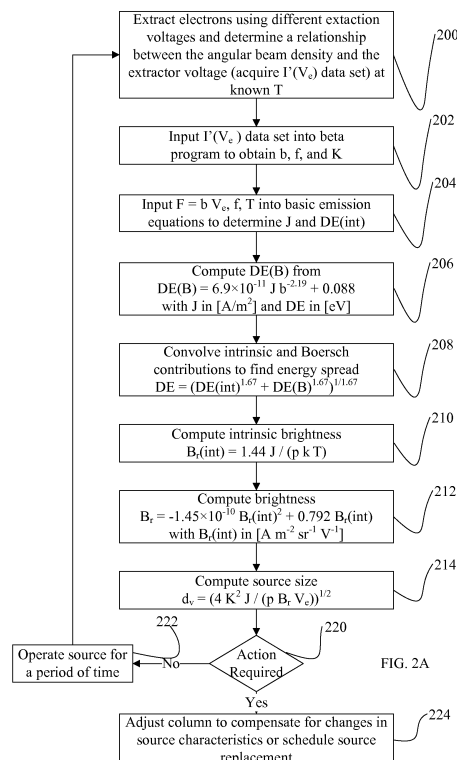 Extract electrons using different extaction
voltages and determine a relationship
between the angular beam density and the
extractor voltage (acquire I'(Vₑ) data set) at
known T
200
Input I'(Vₑ ) data set into beta
program to obtain b, f, and K
202
Input F = b Vₑ, f, T into basic emission
equations to determine J and DE(int)
204
Compute DE(B) from
DE(B) = 6.9×10⁻¹¹ J b⁻²·¹⁹ + 0.088
with J in [A/m²] and DE in [eV]
206
Convolve intrinsic and Boersch
contributions to find energy spread
DE = (DE(int)¹·⁶⁷ + DE(B)¹·⁶⁷)¹/¹·⁶⁷
208
Compute intrinsic brightness
Bᵣ(int) = 1.44 J / (p k T)
210
Compute brightness
Bᵣ = -1.45×10⁻¹⁰ Bᵣ(int)² + 0.792 Bᵣ(int)
with Bᵣ(int) in [A m⁻² sr⁻¹ V⁻¹]
212
Compute source size
dᵥ = (4 K² J / (p Bᵣ Vₑ))¹/²
214
Action
Required
220
No
222
Operate source for
a period of time
FIG. 2A
Yes
Adjust column to compensate for changes in
source characteristics or schedule source
replacement
224